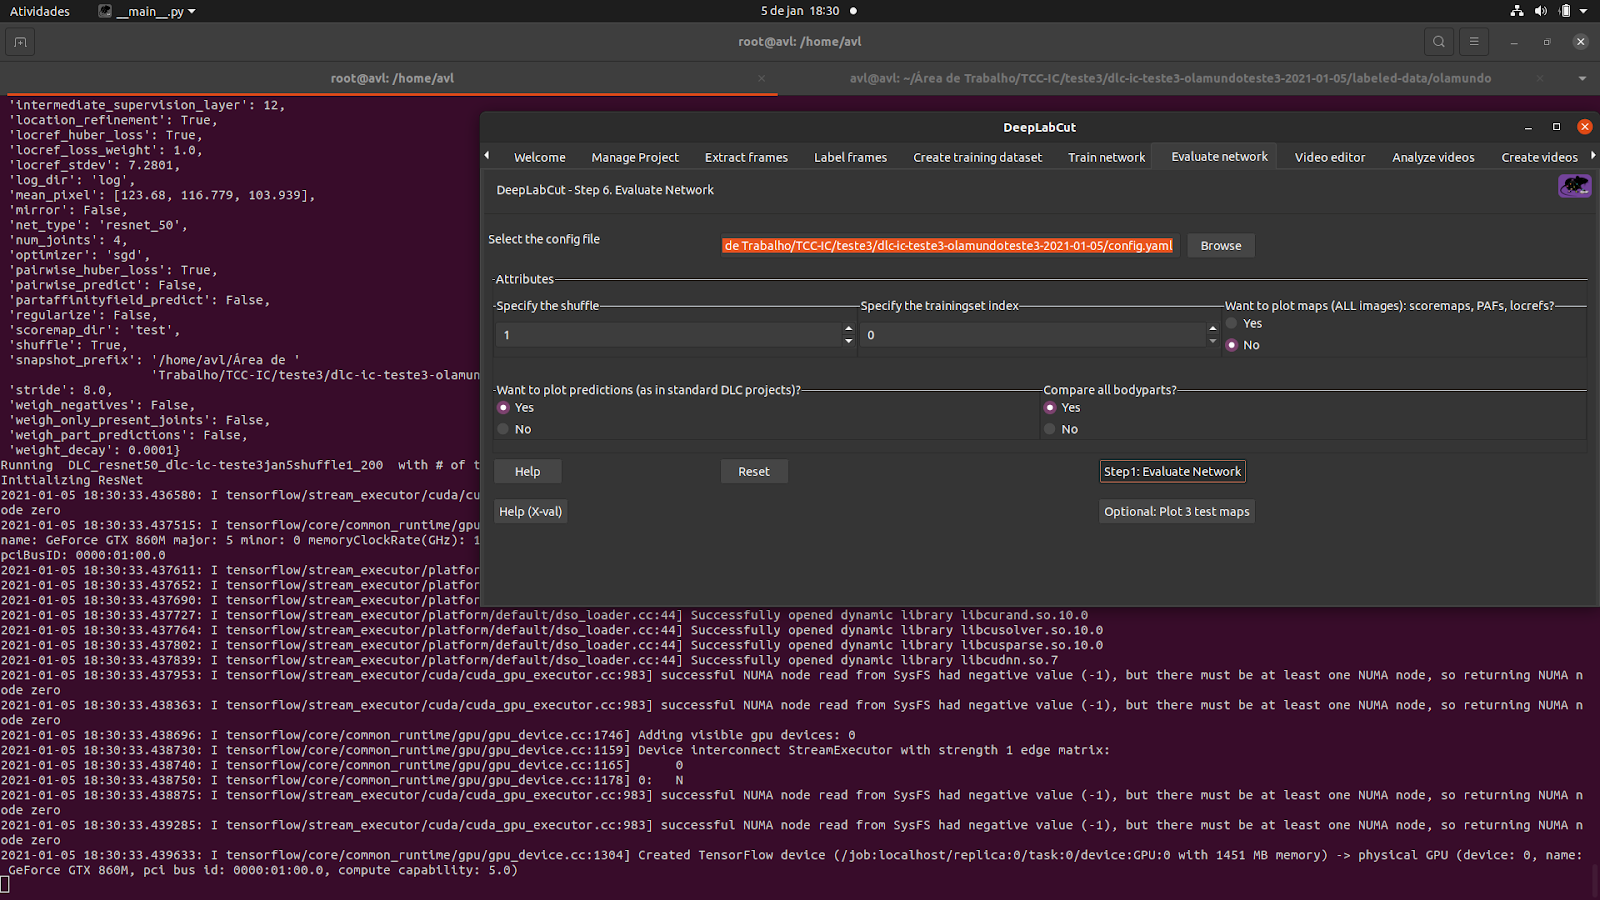 Atividades
__main__.py
5 de jan 18:30
root@avl: /home/avl
root@avl: /home/avl
avl@avl: ~/Área de Trabalho/TCC-IC/teste3/dlc-ic-teste3-olamundoteste3-2021-01-05/labeled-data/olamundo
'intermediate_supervision_layer': 12,
'location_refinement': True,
'locref_huber_loss': True,
'locref_loss_weight': 1.0,
'locref_stdev': 7.2801,
'log_dir': 'log',
'mean_pixel': [123.68, 116.779, 103.939],
'mirror': False,
'net_type': 'resnet_50',
'num_joints': 4,
'optimizer': 'sgd',
'pairwise_huber_loss': True,
'pairwise_predict': False,
'partaffinityfield_predict': False,
'regularize': False,
'scoremap_dir': 'test',
'shuffle': True,
'snapshot_prefix': '/home/avl/Área de '
'Trabalho/TCC-IC/teste3/dlc-ic-teste3-olamun
'stride': 8.0,
'weigh_negatives': False,
'weigh_only_present_joints': False,
'weigh_part_predictions': False,
'weight_decay': 0.0001}
Running  DLC_resnet50_dlc-ic-teste3jan5shuffle1_200  with # of t
Initializing ResNet
2021-01-05 18:30:33.436580: I tensorflow/stream_executor/cuda/cu
ode zero
2021-01-05 18:30:33.437515: I tensorflow/core/common_runtime/gpu
name: GeForce GTX 860M major: 5 minor: 0 memoryClockRate(GHz): 1
pciBusID: 0000:01:00.0
2021-01-05 18:30:33.437611: I tensorflow/stream_executor/platfor
2021-01-05 18:30:33.437652: I tensorflow/stream_executor/platfor
2021-01-05 18:30:33.437690: I tensorflow/stream_executor/platfor
2021-01-05 18:30:33.437727: I tensorflow/stream_executor/platform/default/dso_loader.cc:44] Successfully opened dynamic library libcurand.so.10.0
2021-01-05 18:30:33.437764: I tensorflow/stream_executor/platform/default/dso_loader.cc:44] Successfully opened dynamic library libcusolver.so.10.0
2021-01-05 18:30:33.437802: I tensorflow/stream_executor/platform/default/dso_loader.cc:44] Successfully opened dynamic library libcusparse.so.10.0
2021-01-05 18:30:33.437839: I tensorflow/stream_executor/platform/default/dso_loader.cc:44] Successfully opened dynamic library libcudnn.so.7
2021-01-05 18:30:33.437953: I tensorflow/stream_executor/cuda/cuda_gpu_executor.cc:983] successful NUMA node read from SysFS had negative value (-1), but there must be at least one NUMA node, so returning NUMA n
ode zero
2021-01-05 18:30:33.438363: I tensorflow/stream_executor/cuda/cuda_gpu_executor.cc:983] successful NUMA node read from SysFS had negative value (-1), but there must be at least one NUMA node, so returning NUMA n
ode zero
2021-01-05 18:30:33.438696: I tensorflow/core/common_runtime/gpu/gpu_device.cc:1746] Adding visible gpu devices: 0
2021-01-05 18:30:33.438730: I tensorflow/core/common_runtime/gpu/gpu_device.cc:1159] Device interconnect StreamExecutor with strength 1 edge matrix:
2021-01-05 18:30:33.438740: I tensorflow/core/common_runtime/gpu/gpu_device.cc:1165]      0
2021-01-05 18:30:33.438750: I tensorflow/core/common_runtime/gpu/gpu_device.cc:1178] 0:   N
2021-01-05 18:30:33.438875: I tensorflow/stream_executor/cuda/cuda_gpu_executor.cc:983] successful NUMA node read from SysFS had negative value (-1), but there must be at least one NUMA node, so returning NUMA n
ode zero
2021-01-05 18:30:33.439285: I tensorflow/stream_executor/cuda/cuda_gpu_executor.cc:983] successful NUMA node read from SysFS had negative value (-1), but there must be at least one NUMA node, so returning NUMA n
ode zero
2021-01-05 18:30:33.439633: I tensorflow/core/common_runtime/gpu/gpu_device.cc:1304] Created TensorFlow device (/job:localhost/replica:0/task:0/device:GPU:0 with 1451 MB memory) -> physical GPU (device: 0, name:
GeForce GTX 860M, pci bus id: 0000:01:00.0, compute capability: 5.0)
DeepLabCut
Welcome Manage Project Extract frames Label frames Create training dataset Train network Evaluate network Video editor Analyze videos Create videos
DeepLabCut - Step 6. Evaluate Network
Select the config file
de Trabalho/TCC-IC/teste3/dlc-ic-teste3-olamundoteste3-2021-01-05/config.yaml
Browse
Attributes
Specify the shuffle
1
Specify the trainingset index
0
Want to plot maps (ALL images): scoremaps, PAFs, locrefs?
Yes
No
Want to plot predictions (as in standard DLC projects)?
Yes
No
Compare all bodyparts?
Yes
No
Help
Reset
Step1: Evaluate Network
Help (X-val)
Optional: Plot 3 test maps